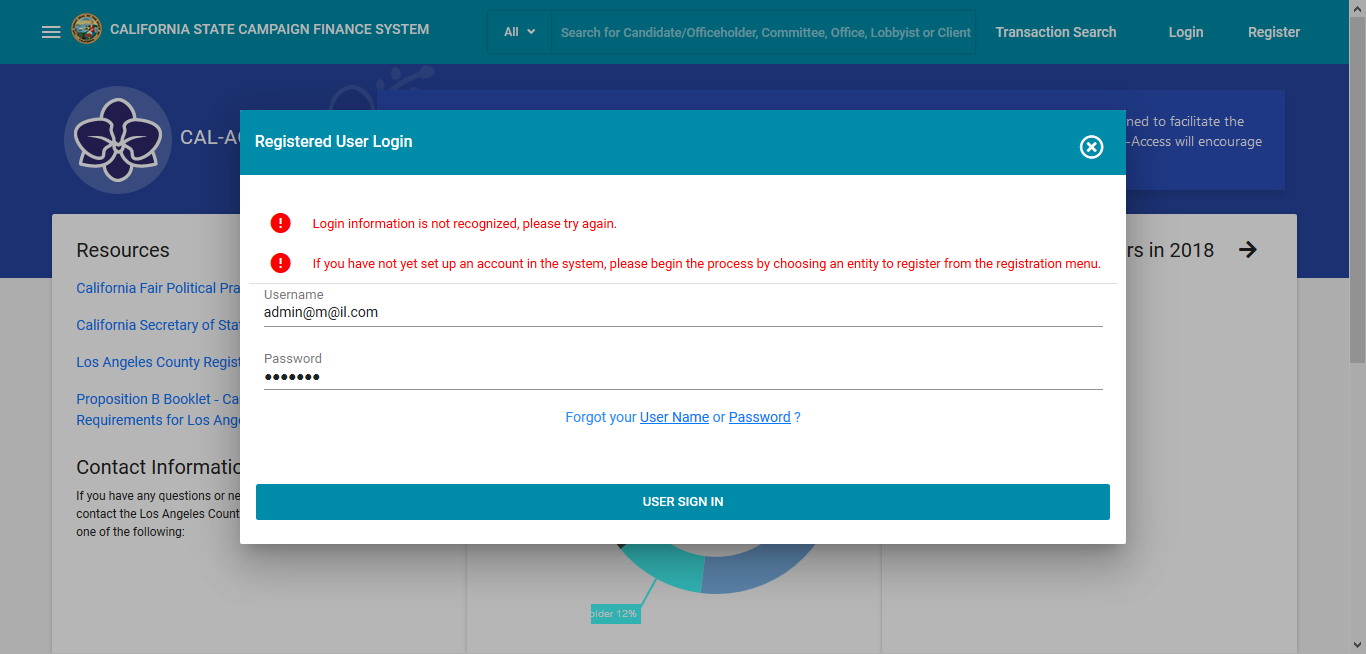 CALIFORNIA STATE CAMPAIGN FINANCE SYSTEM
All
Search for Candidate/Officeholder, Committee, Office, Lobbyist or Client
Transaction Search
Login
Register
CAL-A
ned to facilitate the
-Access will encourage
Registered User Login
Login information is not recognized, please try again.
If you have not yet set up an account in the system, please begin the process by choosing an entity to register from the registration menu.
Username
admin@m@il.com
Password
•••••••
Forgot your User Name or Password ?
USER SIGN IN
Resources
California Fair Political Pra
California Secretary of Sta
Los Angeles County Regist
Proposition B Booklet - Ca
Requirements for Los Ange
Contact Informatio
If you have any questions or ne
contact the Los Angeles Count
one of the following:
rs in 2018
older 12%